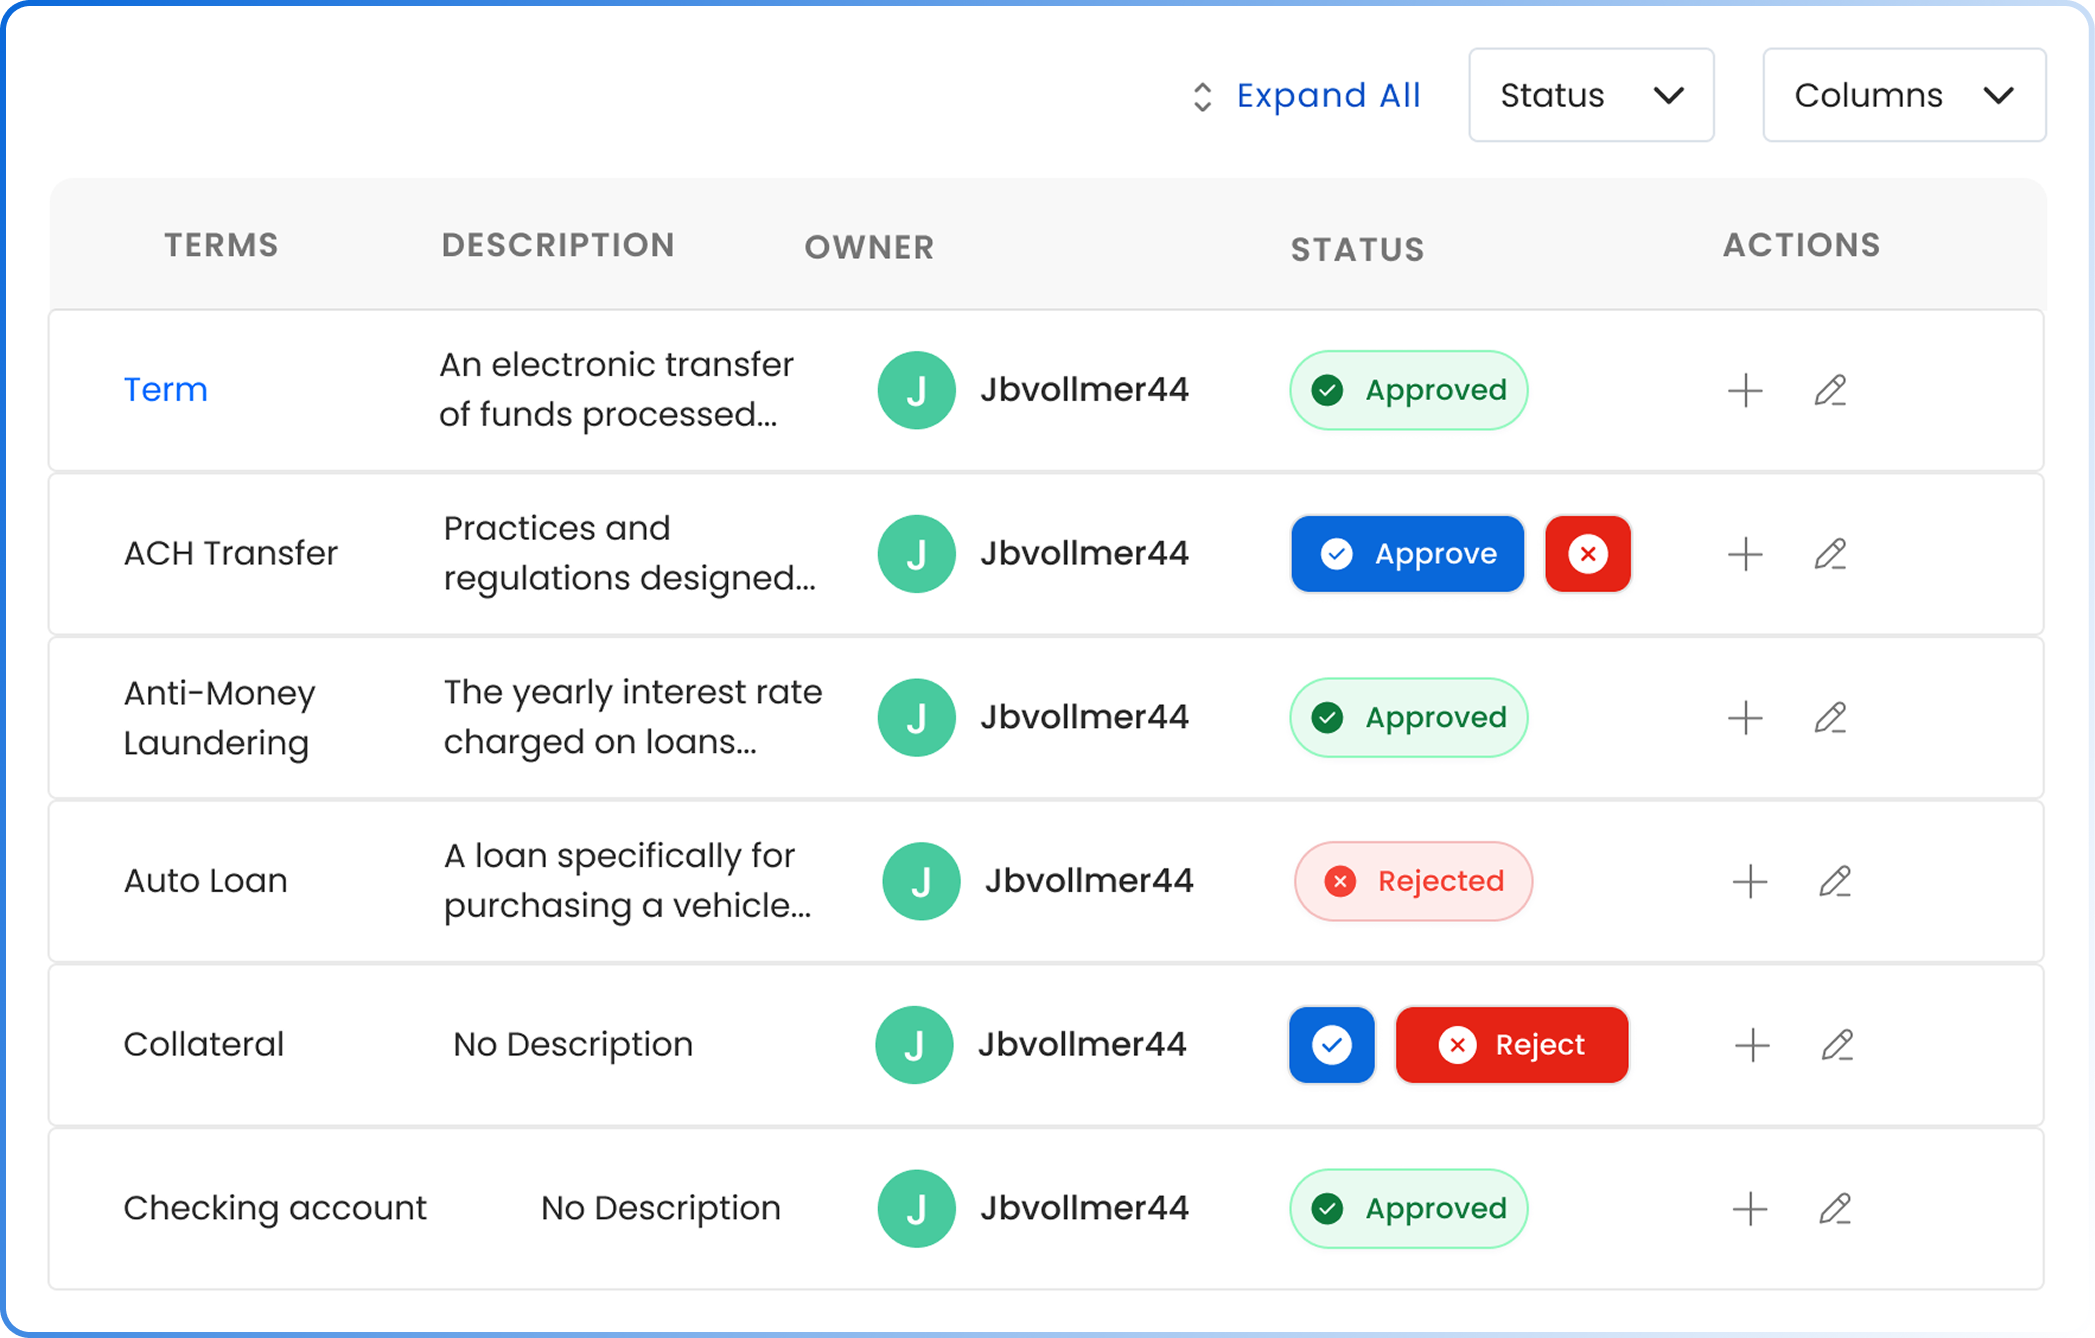 Expand All
Status
Columns
TERMS
DESCRIPTION
OWNER
STATUS
ACTIONS
Term
An electronic transfer
of funds processed...
J
Jbvollmer44
Approved
ACH Transfer
Practices and
regulations designed...
J
Jbvollmer44
Approve
Anti-Money
Laundering
The yearly interest rate
charged on loans...
J
Jbvollmer44
Approved
Auto Loan
A loan specifically for
purchasing a vehicle...
J
Jbvollmer44
Rejected
Collateral
No Description
J
Jbvollmer44
Reject
Checking account
No Description
J
Jbvollmer44
Approved